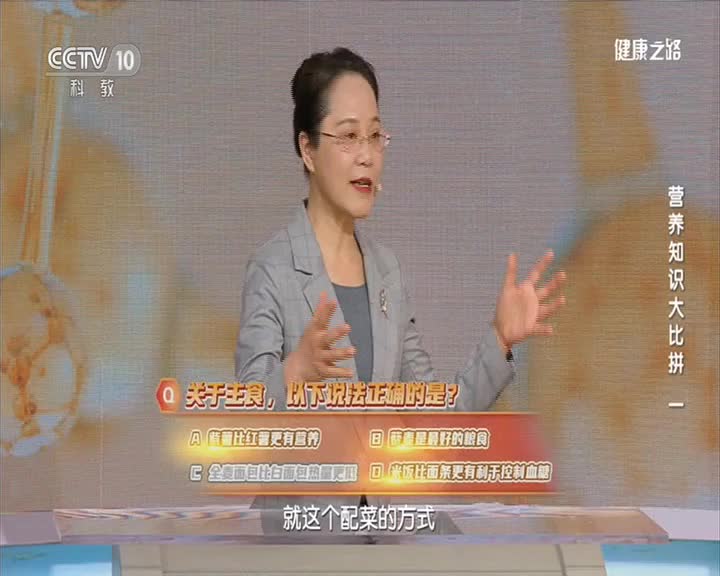 CCTV 10
科教
健康之路
营养知识大比拼 一
Q 关于主食，以下说法正确的是？
A 紫薯比红薯更有营养
B 藜麦是最好的粮食
C 全麦面包比白面包热量更低
D 米饭比面条更有利于控制血糖
就这个配菜的方式